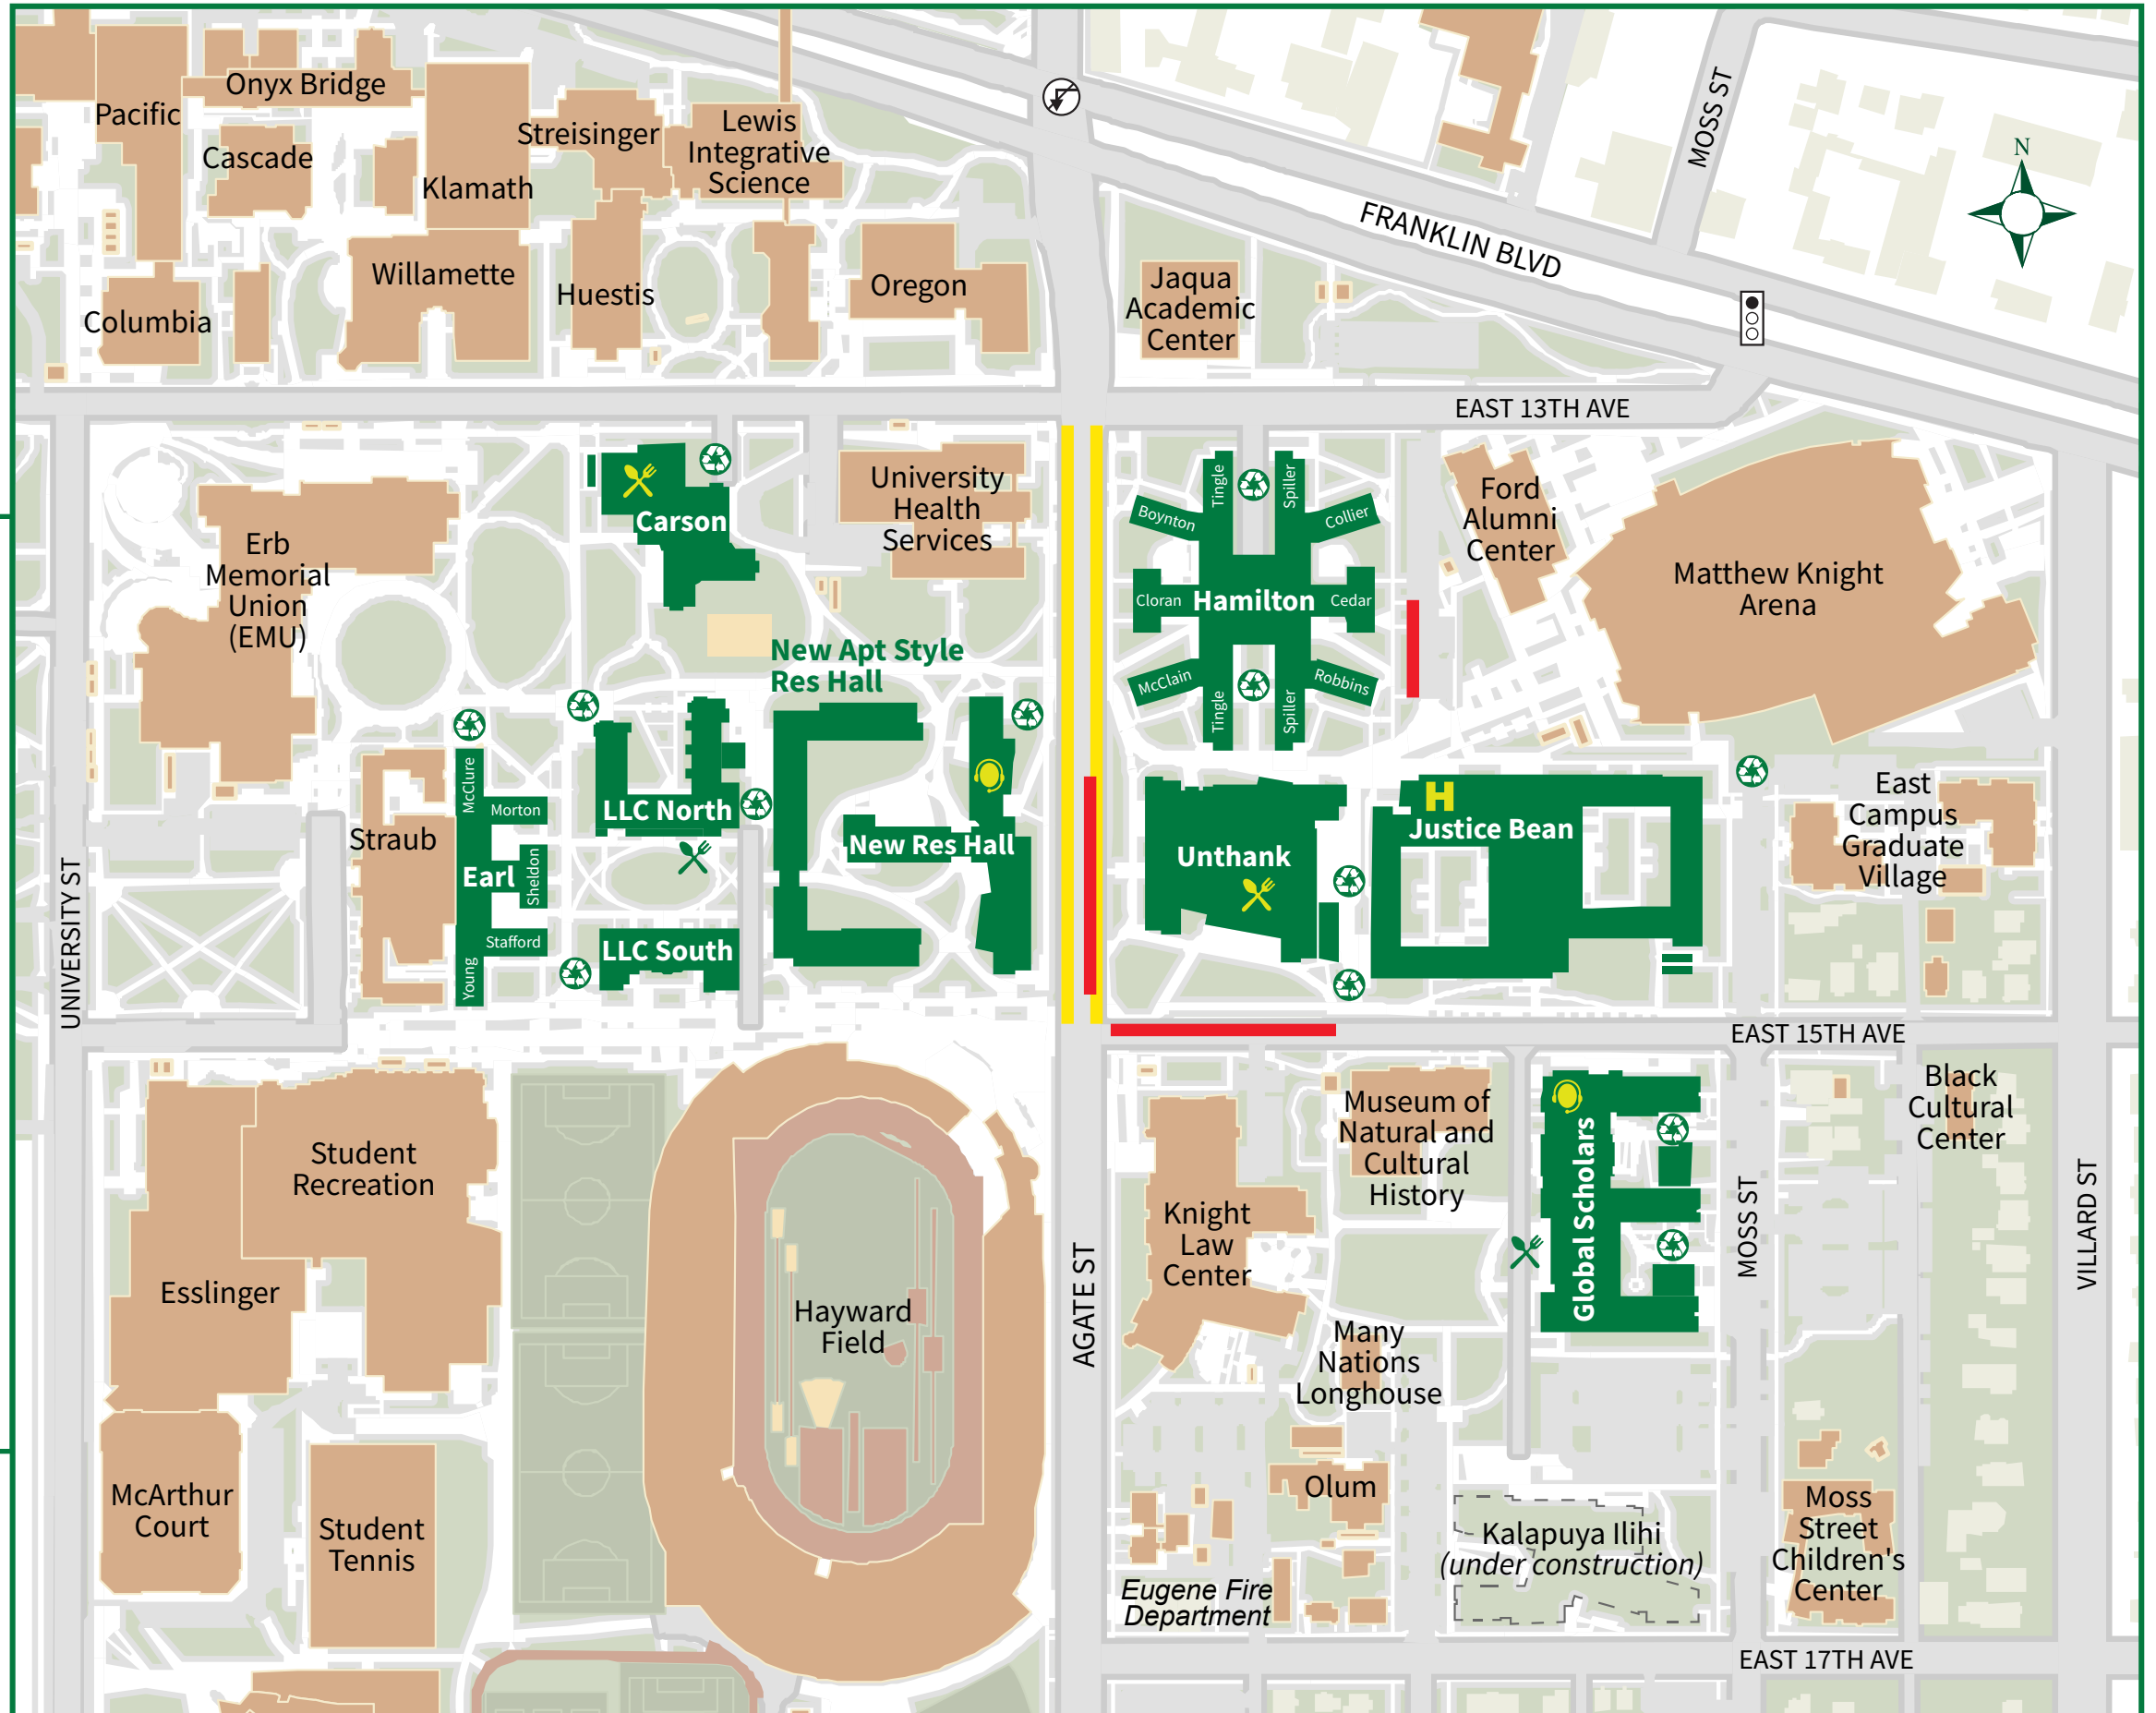 Onyx Bridge
Pacific
Cascade
Klamath
Streisinger
Lewis
Integrative
Science
Willamette
Huestis
Oregon
Columbia
MOSS ST
N
FRANKLIN BLVD
Jaqua
Academic
Center
EAST 13TH AVE
Erb
Memorial
Union
(EMU)
Carson
University
Health
Services
Tingle
Spiller
Boynton
Collier
Cloran
Hamilton
Cedar
McClain
Robbins
Tingle
Spiller
Ford
Alumni
Center
Matthew Knight
Arena
New Apt Style
Res Hall
McClure
Morton
Straub
Earl
Sheldon
Stafford
Young
LLC North
LLC South
New Res Hall
Unthank
H
Justice Bean
East
Campus
Graduate
Village
UNIVERSITY ST
EAST 15TH AVE
Student
Recreation
Esslinger
McArthur
Court
Student
Tennis
Hayward
Field
AGATE ST
Knight
Law
Center
Museum of
Natural and
Cultural
History
Global Scholars
MOSS ST
Black
Cultural
Center
VILLARD ST
Many
Nations
Longhouse
Olum
Eugene Fire
Department
Kalapuya Ilihi
(under construction)
Moss
Street
Children's
Center
EAST 17TH AVE